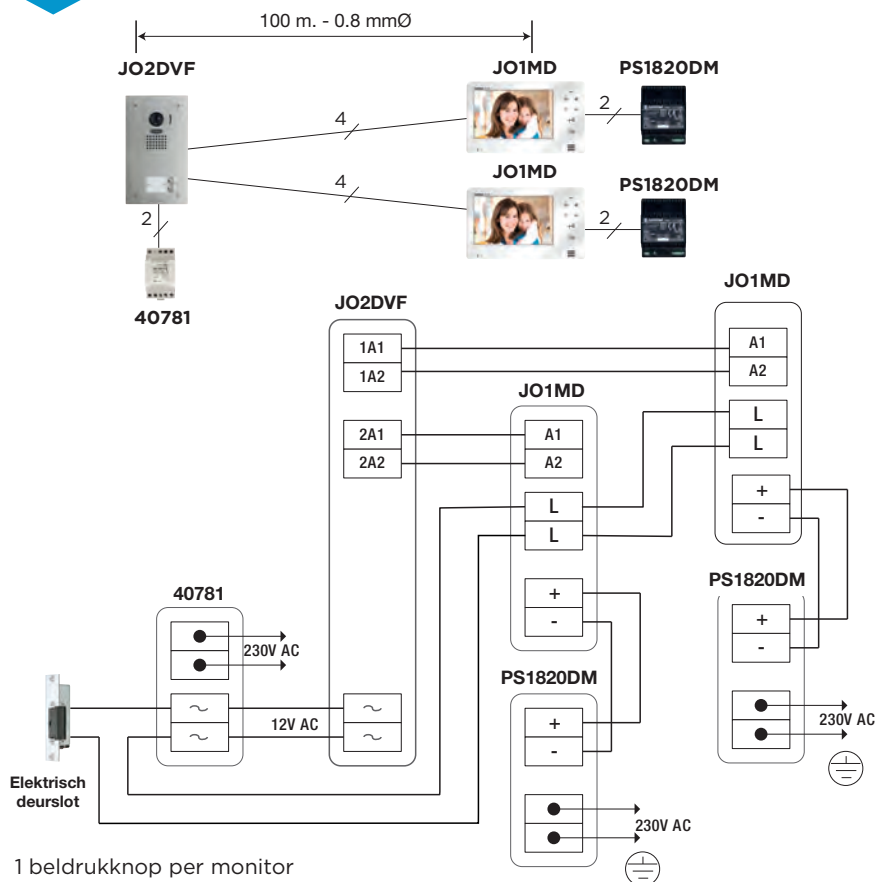 100 m. - 0.8 mmØ
JO2DVF
JO1MD
PS1820DM
4
2
JO1MD
PS1820DM
4
2
2
40781
JO2DVF
JO1MD
1A1
1A2
A1
A2
JO1MD
2A1
2A2
A1
A2
L
L
L
L
+
-
40781
230V AC
+
-
PS1820DM
+
-
PS1820DM
~
~
12V AC
~
~
+
-
230V AC
Elektrisch
deurslot
230V AC
1 beldrukknop per monitor